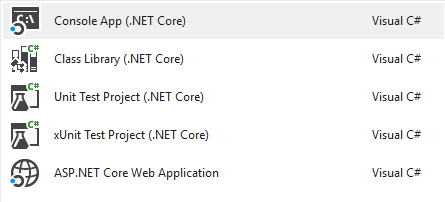 Console App (.NET Core) Visual C#
Class Library (.NET Core) Visual C#
Unit Test Project (.NET Core) Visual C#
xUnit Test Project (.NET Core) Visual C#
ASP.NET Core Web Application Visual C#